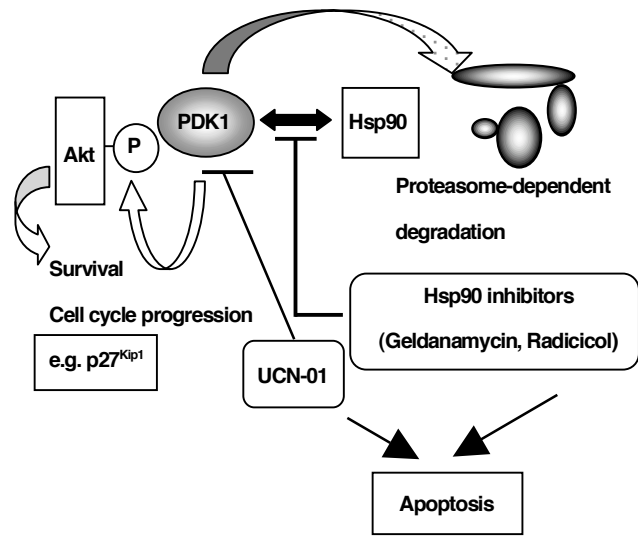 PDK1
Hsp90
Akt
P
Proteasome-dependent
degradation
Survival
Cell cycle progression
e.g. p27Kip1
Hsp90 inhibitors
(Geldanamycin, Radicicol)
UCN-01
Apoptosis